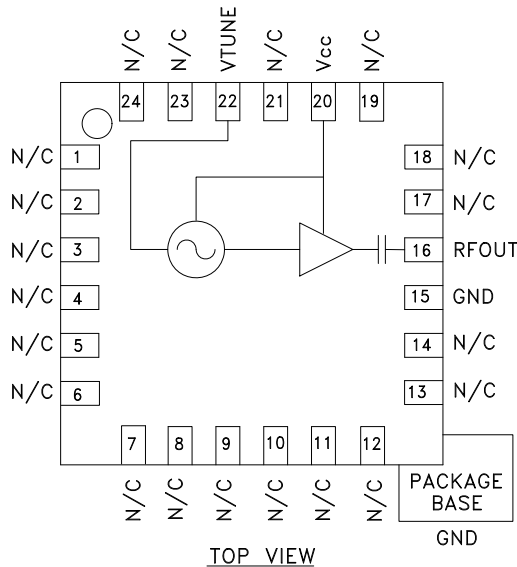 N/C N/C VTUNE N/C Vcc N/C
24 23 22 21 20 19
N/C 1
N/C 2
N/C 3
N/C 4
N/C 5
N/C 6
18 N/C
17 N/C
16 RFOUT
15 GND
14 N/C
13 N/C
7 8 9 10 11 12
N/C N/C N/C N/C N/C N/C
PACKAGE
BASE
GND
TOP VIEW